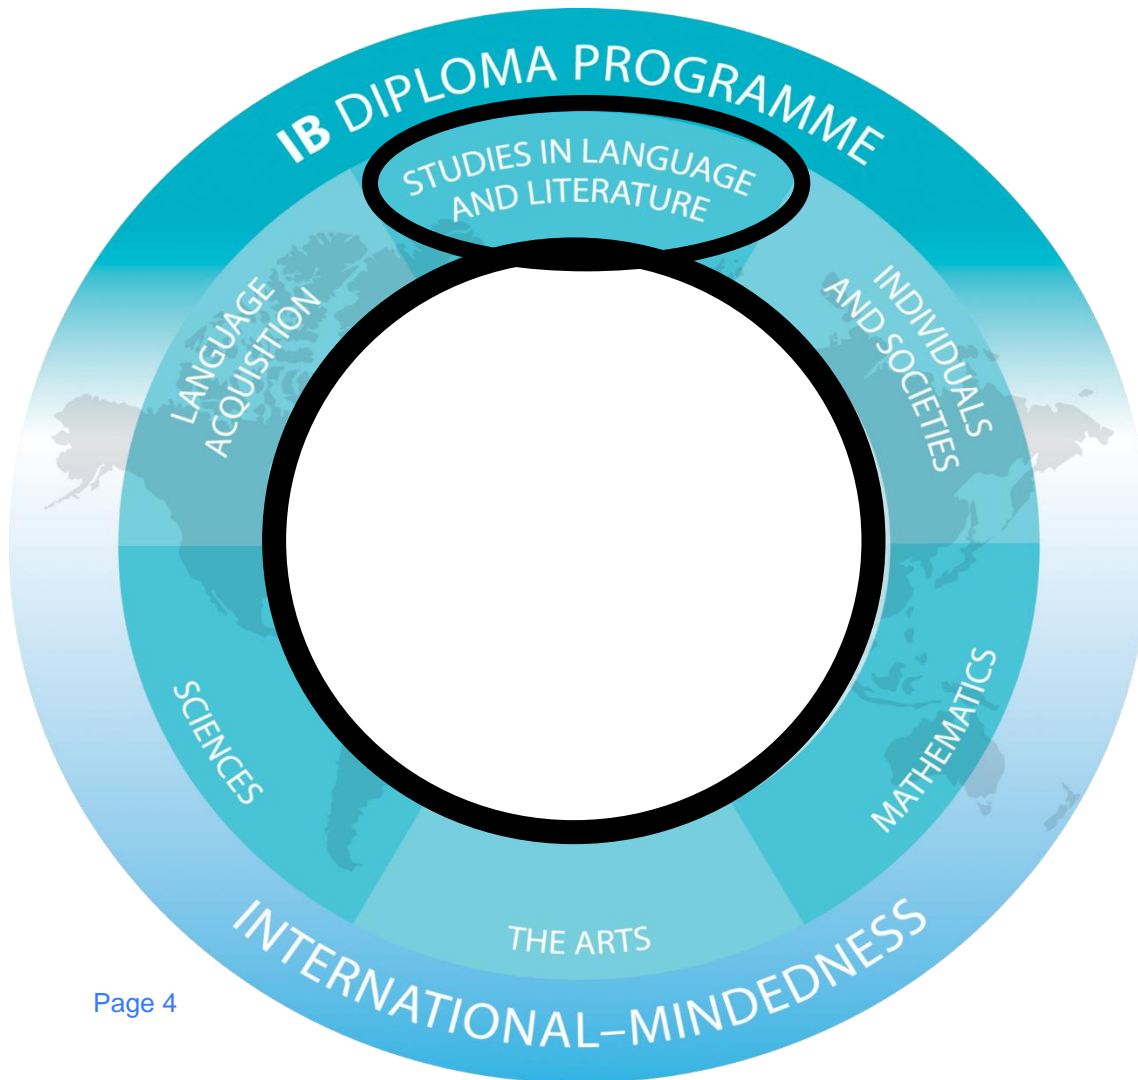 IB DIPLOMA PROGRAMME
STUDIES IN LANGUAGE
AND LITERATURE
LANGUAGE
ACQUISITION
INDIVIDUALS
AND SOCIETIES
SCIENCES
MATHEMATICS
THE ARTS
INTERNATIONAL–MINDEDNESS
Page 4